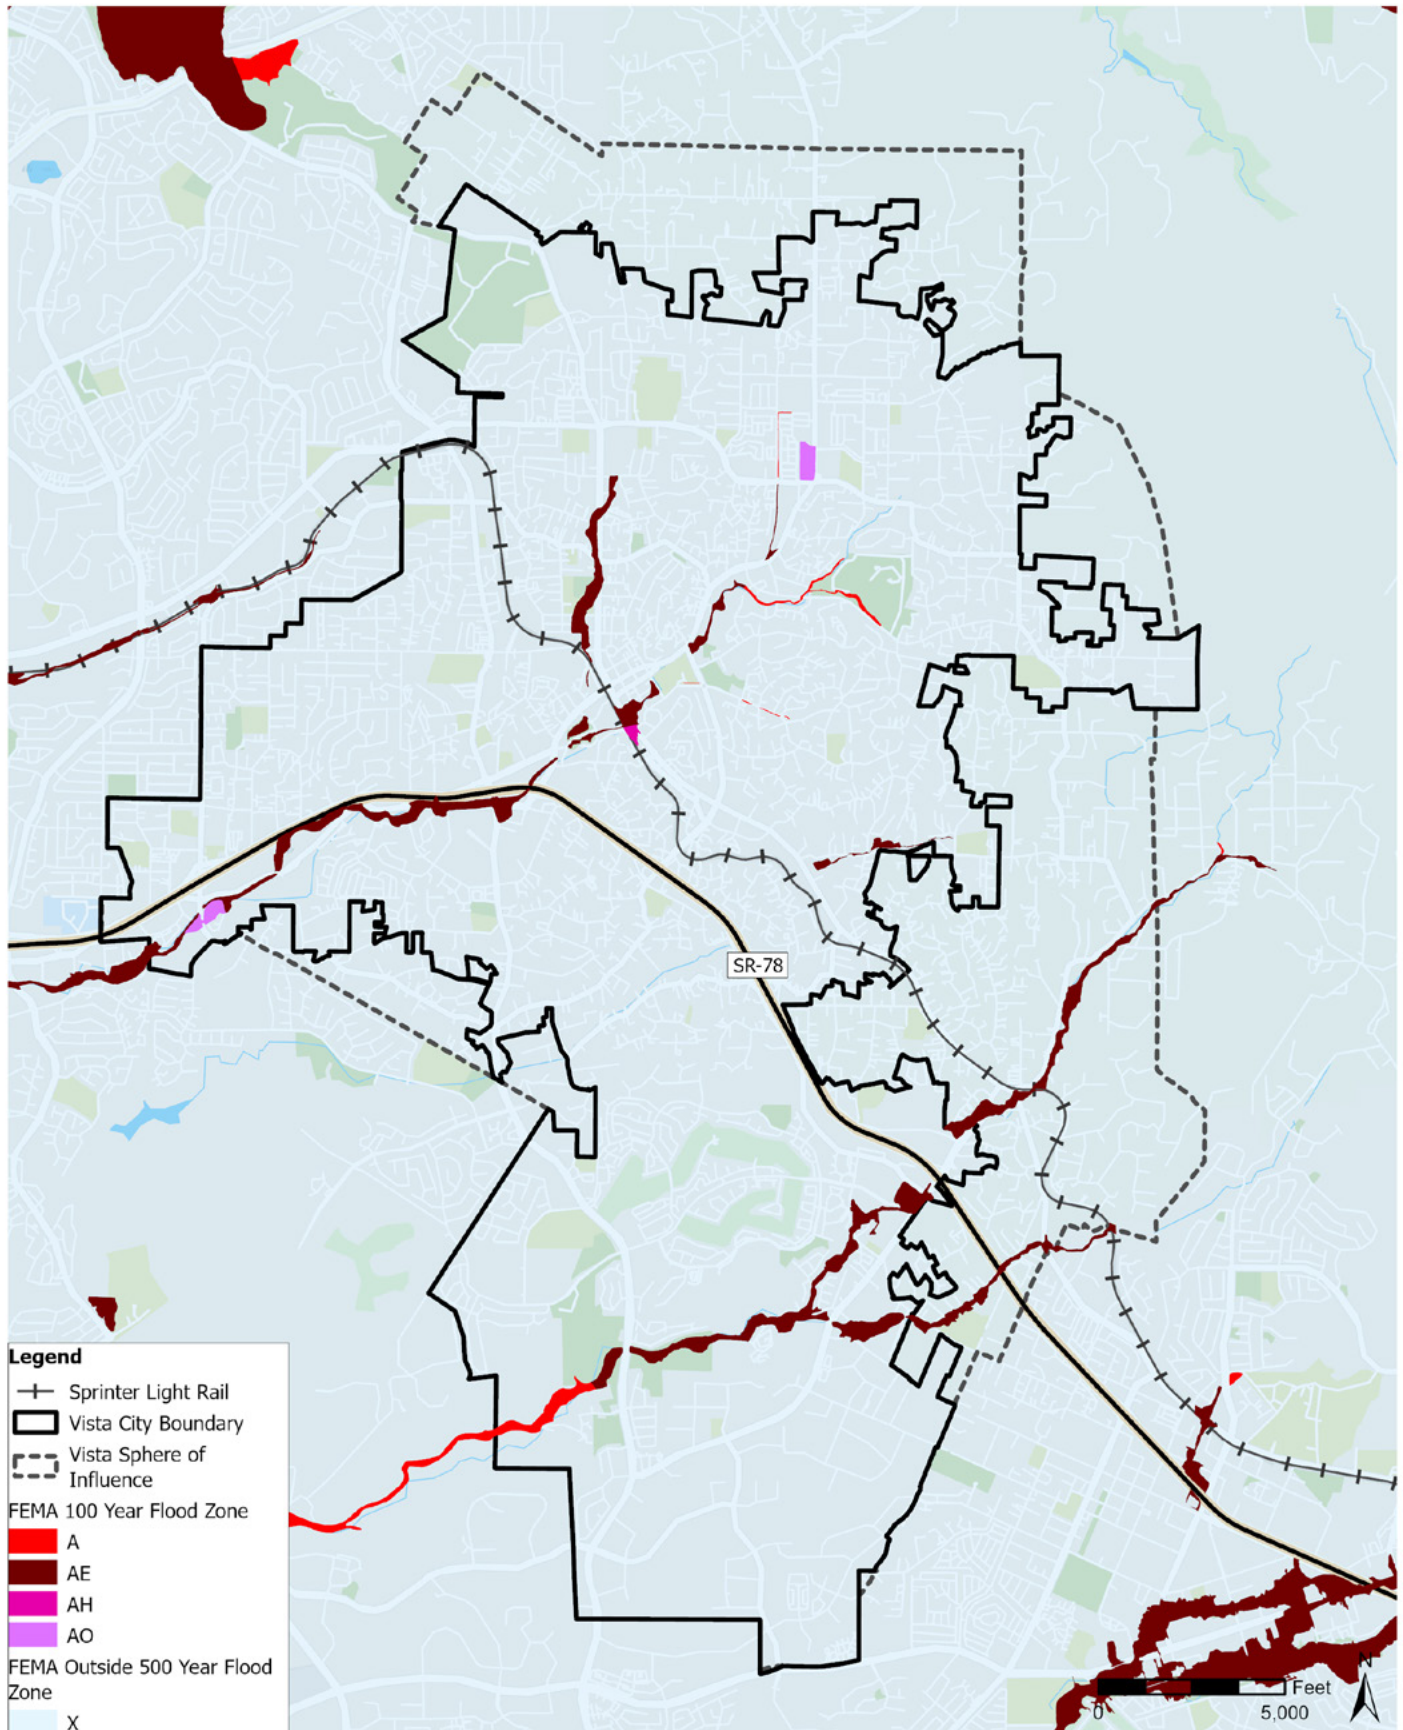 SR-78
Legend
Sprinter Light Rail
Vista City Boundary
Vista Sphere of
Influence
FEMA 100 Year Flood Zone
A
AE
AH
AO
FEMA Outside 500 Year Flood
Zone
X
N
Feet
0
5,000